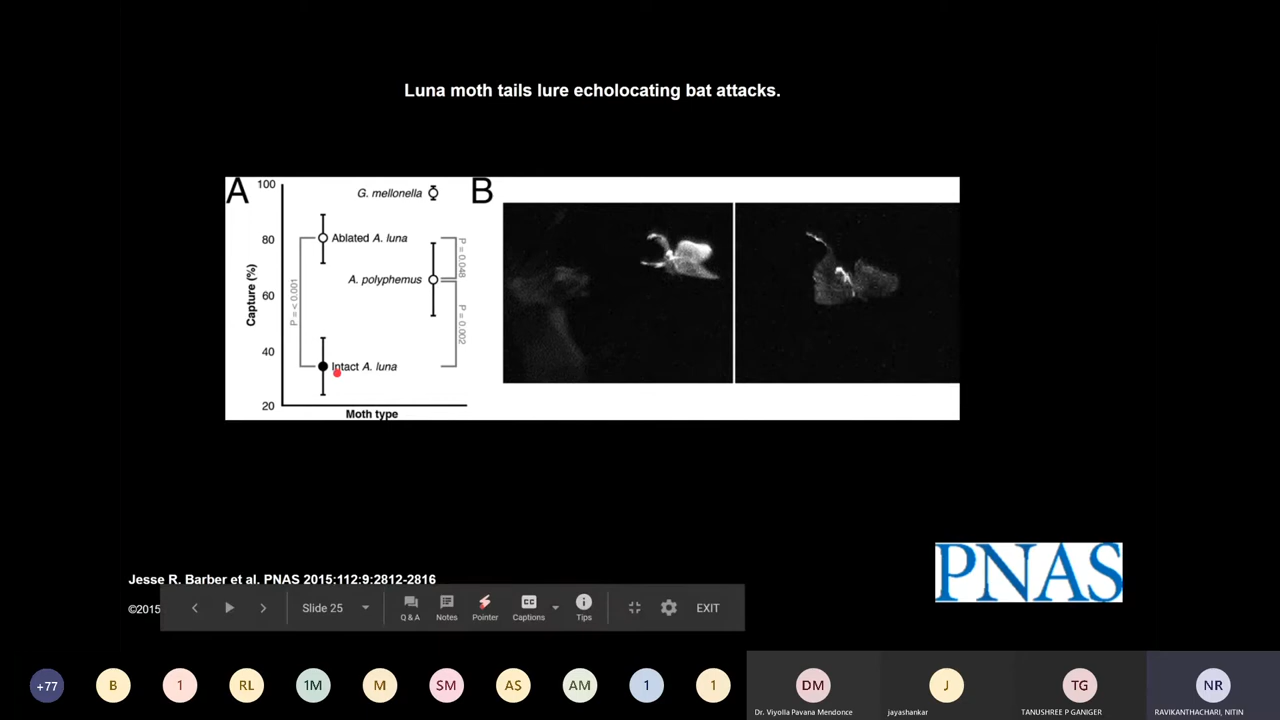 Luna moth tails lure echolocating bat attacks.
A
B
100
80
60
40
20
Capture (%)
G. mellonella
Ablated A. luna
A. polyphemus
Intact A. luna
P = < 0.001
P = 0.048
P = 0.002
Moth type
PNAS
Jesse R. Barber et al. PNAS 2015;112:9:2812-2816
©2015
Slide 25
Q & A
Notes
Pointer
CC
Captions
Tips
EXIT
+77
B
1
RL
1M
M
SM
AS
AM
1
1
DM
J
TG
NR
Dr. Viyolla Pavana Mendonce
jayashankar
TANUSHREE P GANIGER
RAVIKANTHACHARI, NITIN